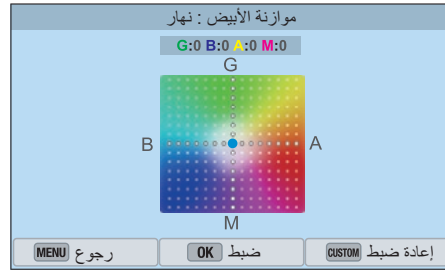 موازنة الأبيض : نهار
G:0 B:0 A:0 M:0
G
B
A
M
إعادة ضبط CUSTOM
ضبط OK
رجوع MENU